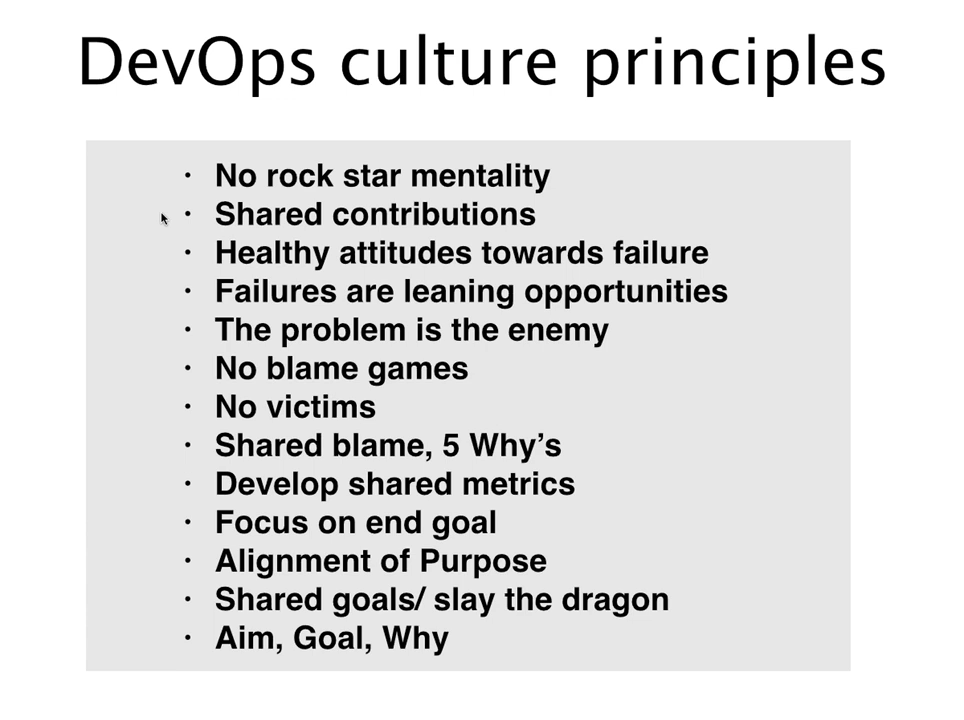 DevOps culture principles
· No rock star mentality
· Shared contributions
· Healthy attitudes towards failure
· Failures are leaning opportunities
· The problem is the enemy
· No blame games
· No victims
· Shared blame, 5 Why’s
· Develop shared metrics
· Focus on end goal
· Alignment of Purpose
· Shared goals/ slay the dragon
· Aim, Goal, Why